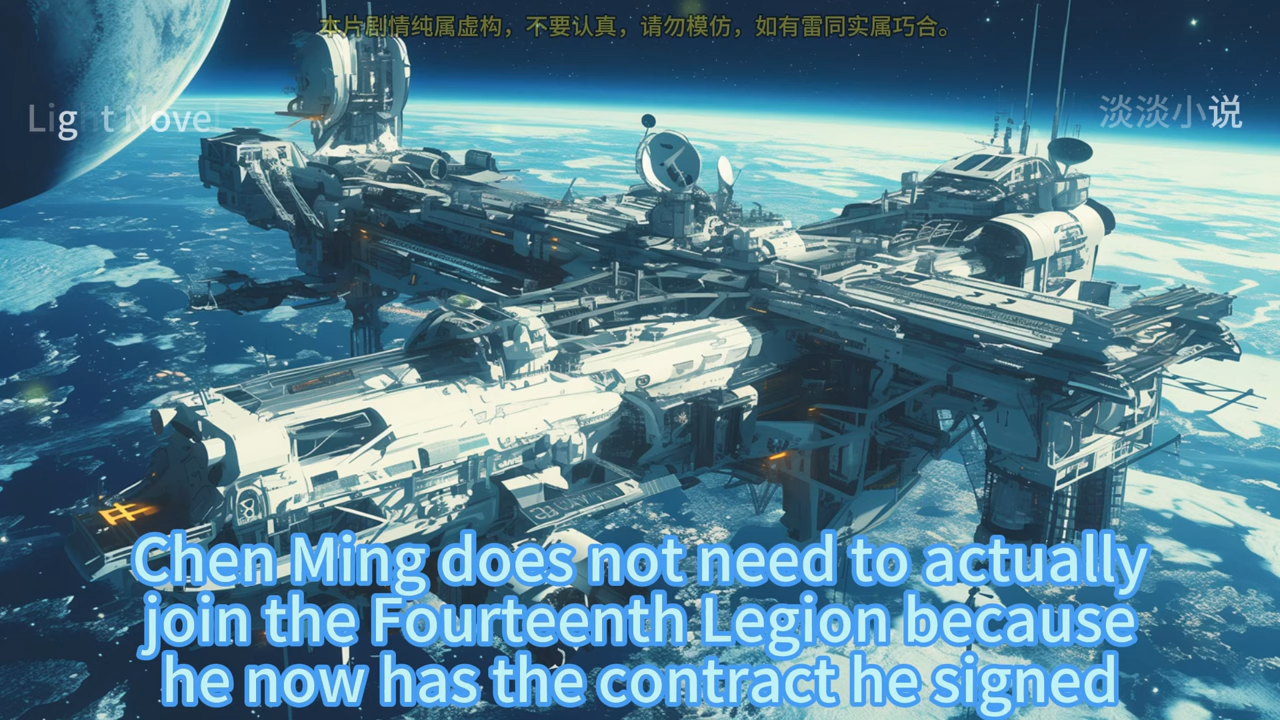 本片剧情纯属虚构，不要认真，请勿模仿，如有雷同实属巧合。
Light Novel
淡淡小说
Chen Ming does not need to actually
join the Fourteenth Legion because
he now has the contract he signed